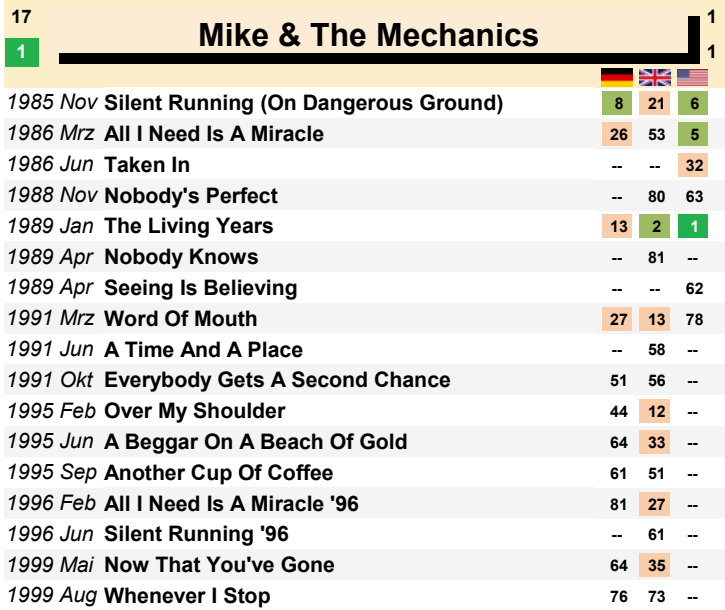 17 Mike & The Mechanics 1
1 1
1985 Nov Silent Running (On Dangerous Ground) 8 21 6
1986 Mrz All I Need Is A Miracle 26 53 5
1986 Jun Taken In -- -- 32
1988 Nov Nobody's Perfect -- 80 63
1989 Jan The Living Years 13 2 1
1989 Apr Nobody Knows -- 81 --
1989 Apr Seeing Is Believing -- -- 62
1991 Mrz Word Of Mouth 27 13 78
1991 Jun A Time And A Place -- 58 --
1991 Okt Everybody Gets A Second Chance 51 56 --
1995 Feb Over My Shoulder 44 12 --
1995 Jun A Beggar On A Beach Of Gold 64 33 --
1995 Sep Another Cup Of Coffee 61 51 --
1996 Feb All I Need Is A Miracle '96 81 27 --
1996 Jun Silent Running '96 -- 61 --
1999 Mai Now That You've Gone 64 35 --
1999 Aug Whenever I Stop 76 73 --